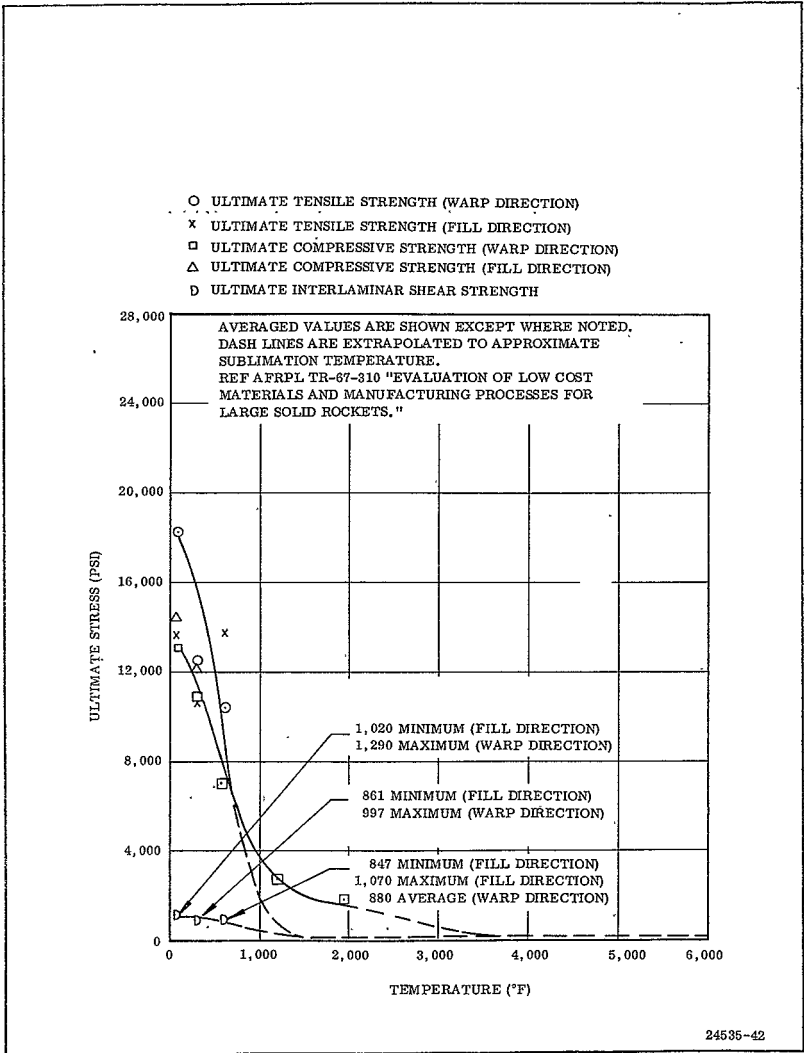 ULTIMATE TENSILE STRENGTH (WARP DIRECTION)
x ULTIMATE TENSILE STRENGTH (FILL DIRECTION)
ULTIMATE COMPRESSIVE STRENGTH (WARP DIRECTION)
ULTIMATE COMPRESSIVE STRENGTH (FILL DIRECTION)
D ULTIMATE INTERLAMINAR SHEAR STRENGTH
28,000
AVERAGED VALUES ARE SHOWN EXCEPT WHERE NOTED.
DASH LINES ARE EXTRAPOLATED TO APPROXIMATE
SUBLIMATION TEMPERATURE.
REF AFRPL TR-67-310 "EVALUATION OF LOW COST
MATERIALS AND MANUFACTURING PROCESSES FOR
LARGE SOLID ROCKETS."
24,000
20,000
16,000
12,000
8,000
4,000
0
ULTIMATE STRESS (PSI)
1,020 MINIMUM (FILL DIRECTION)
1,290 MAXIMUM (WARP DIRECTION)
861 MINIMUM (FILL DIRECTION)
997 MAXIMUM (WARP DIRECTION)
847 MINIMUM (FILL DIRECTION)
1,070 MAXIMUM (FILL DIRECTION)
880 AVERAGE (WARP DIRECTION)
0 1,000 2,000 3,000 4,000 5,000 6,000
TEMPERATURE (°F)
24535-42